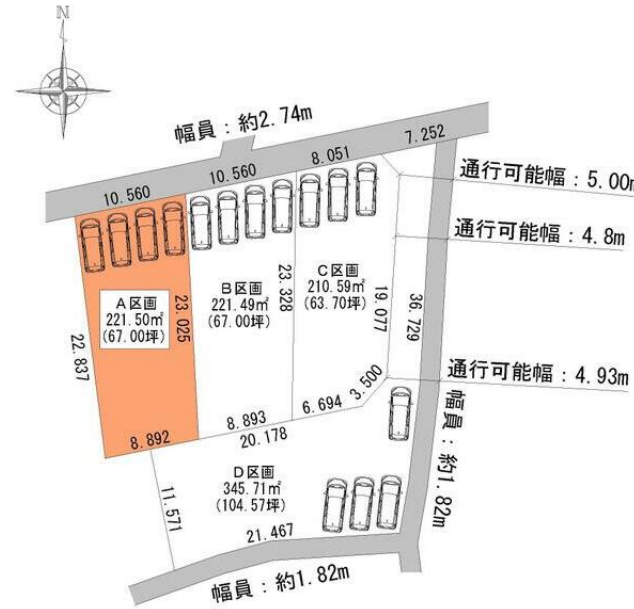 N
幅員：約2.74m
7.252
8.051
10.560
10.560
通行可能幅：5.00m
通行可能幅：4.8m
A区画
221.50㎡
(67.00坪)
B区画
221.49㎡
(67.00坪)
C区画
210.59㎡
(63.70坪)
22.837
23.025
23.328
19.077
36.729
通行可能幅：4.93m
3.500
6.694
8.893
8.892
20.178
幅員：約1.82m
D区画
345.71㎡
(104.57坪)
11.571
21.467
幅員：約1.82m